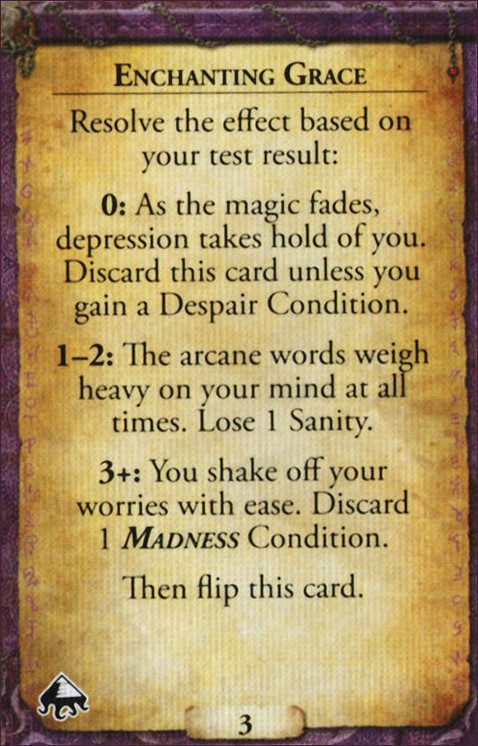 Enchanting Grace
Resolve the effect based on
your test result:
0: As the magic fades,
depression takes hold of you.
Discard this card unless you
gain a Despair Condition.
1–2: The arcane words weigh
heavy on your mind at all
times. Lose 1 Sanity.
3+: You shake off your
worries with ease. Discard
1 Madness Condition.
Then flip this card.
3